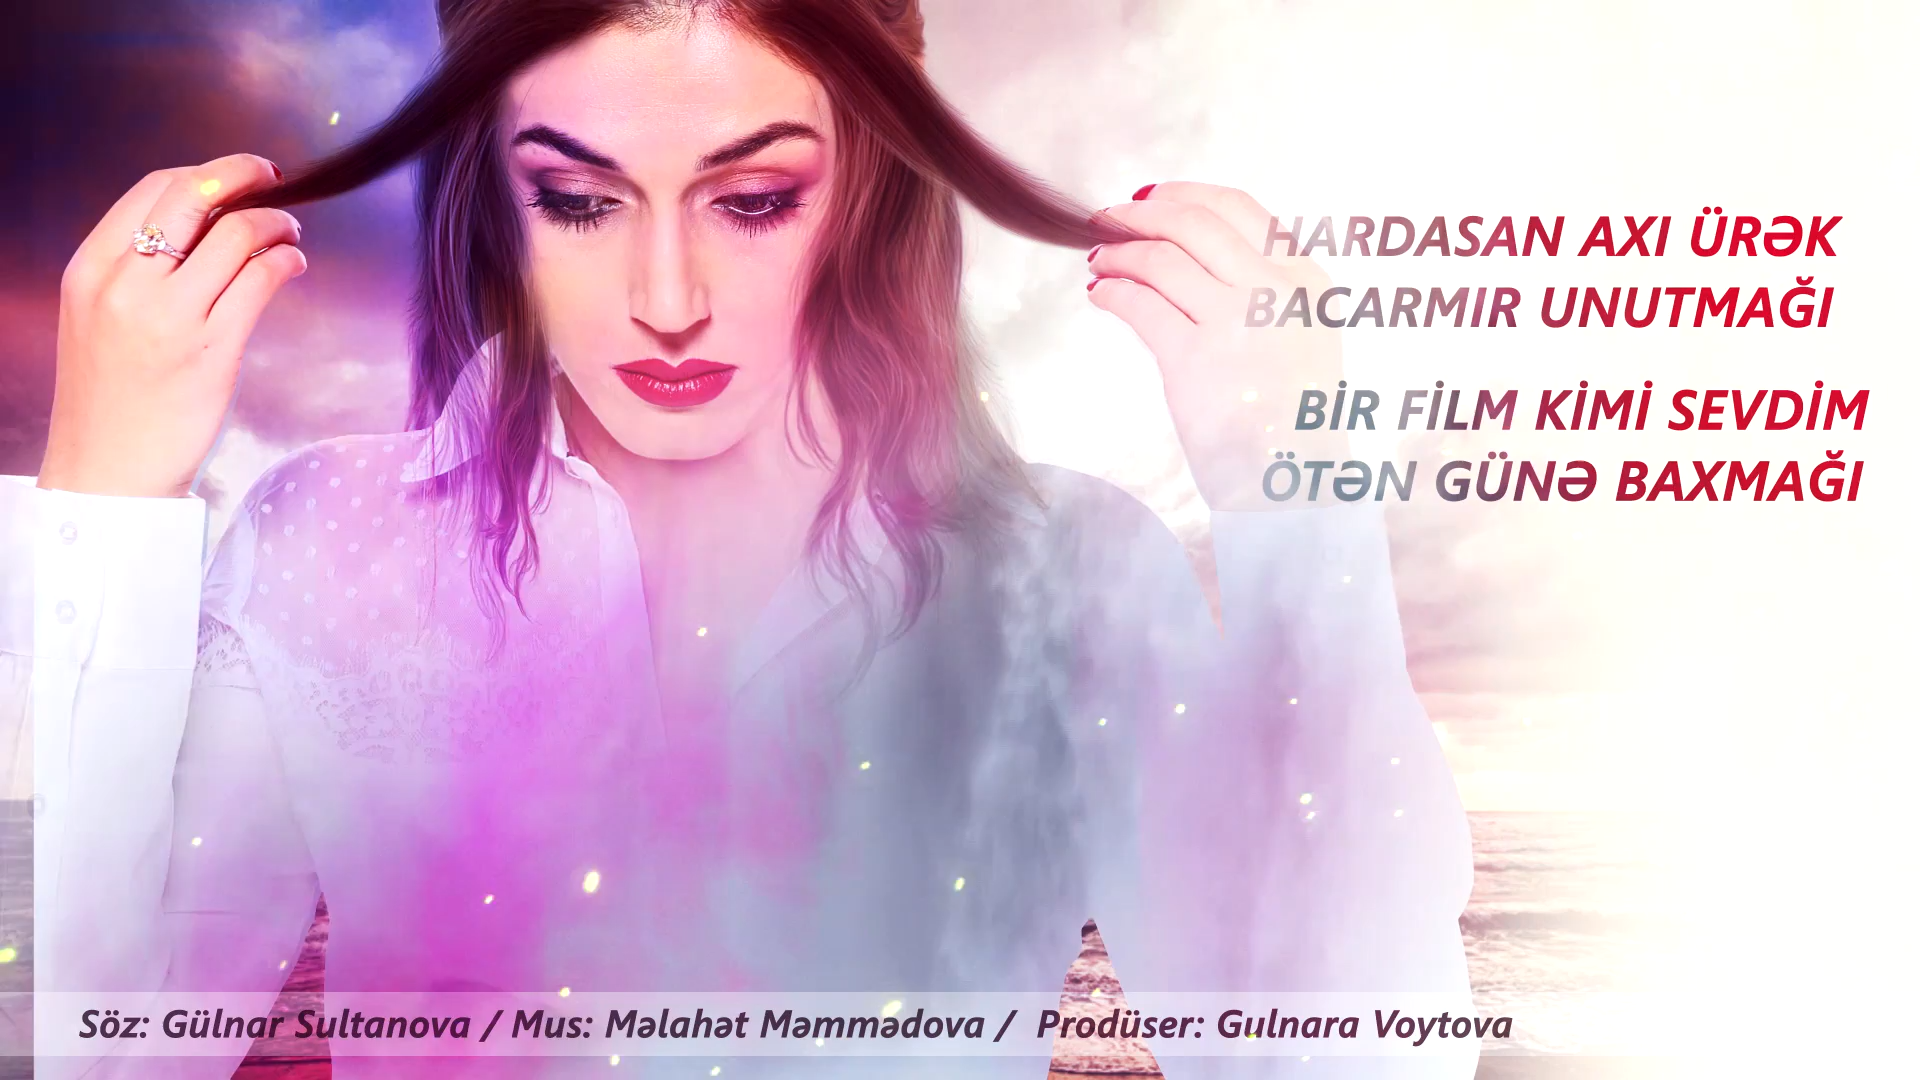 HARDASAN AXI ÜRƏK
BACARMIR UNUTMAĞI
BİR FİLM KİMİ SEVDİM
ÖTƏN GÜNƏ BAXMAĞI
Söz: Gülnar Sultanova / Mus: Məlahət Məmmədova / Prodüser: Gulnara Voytova